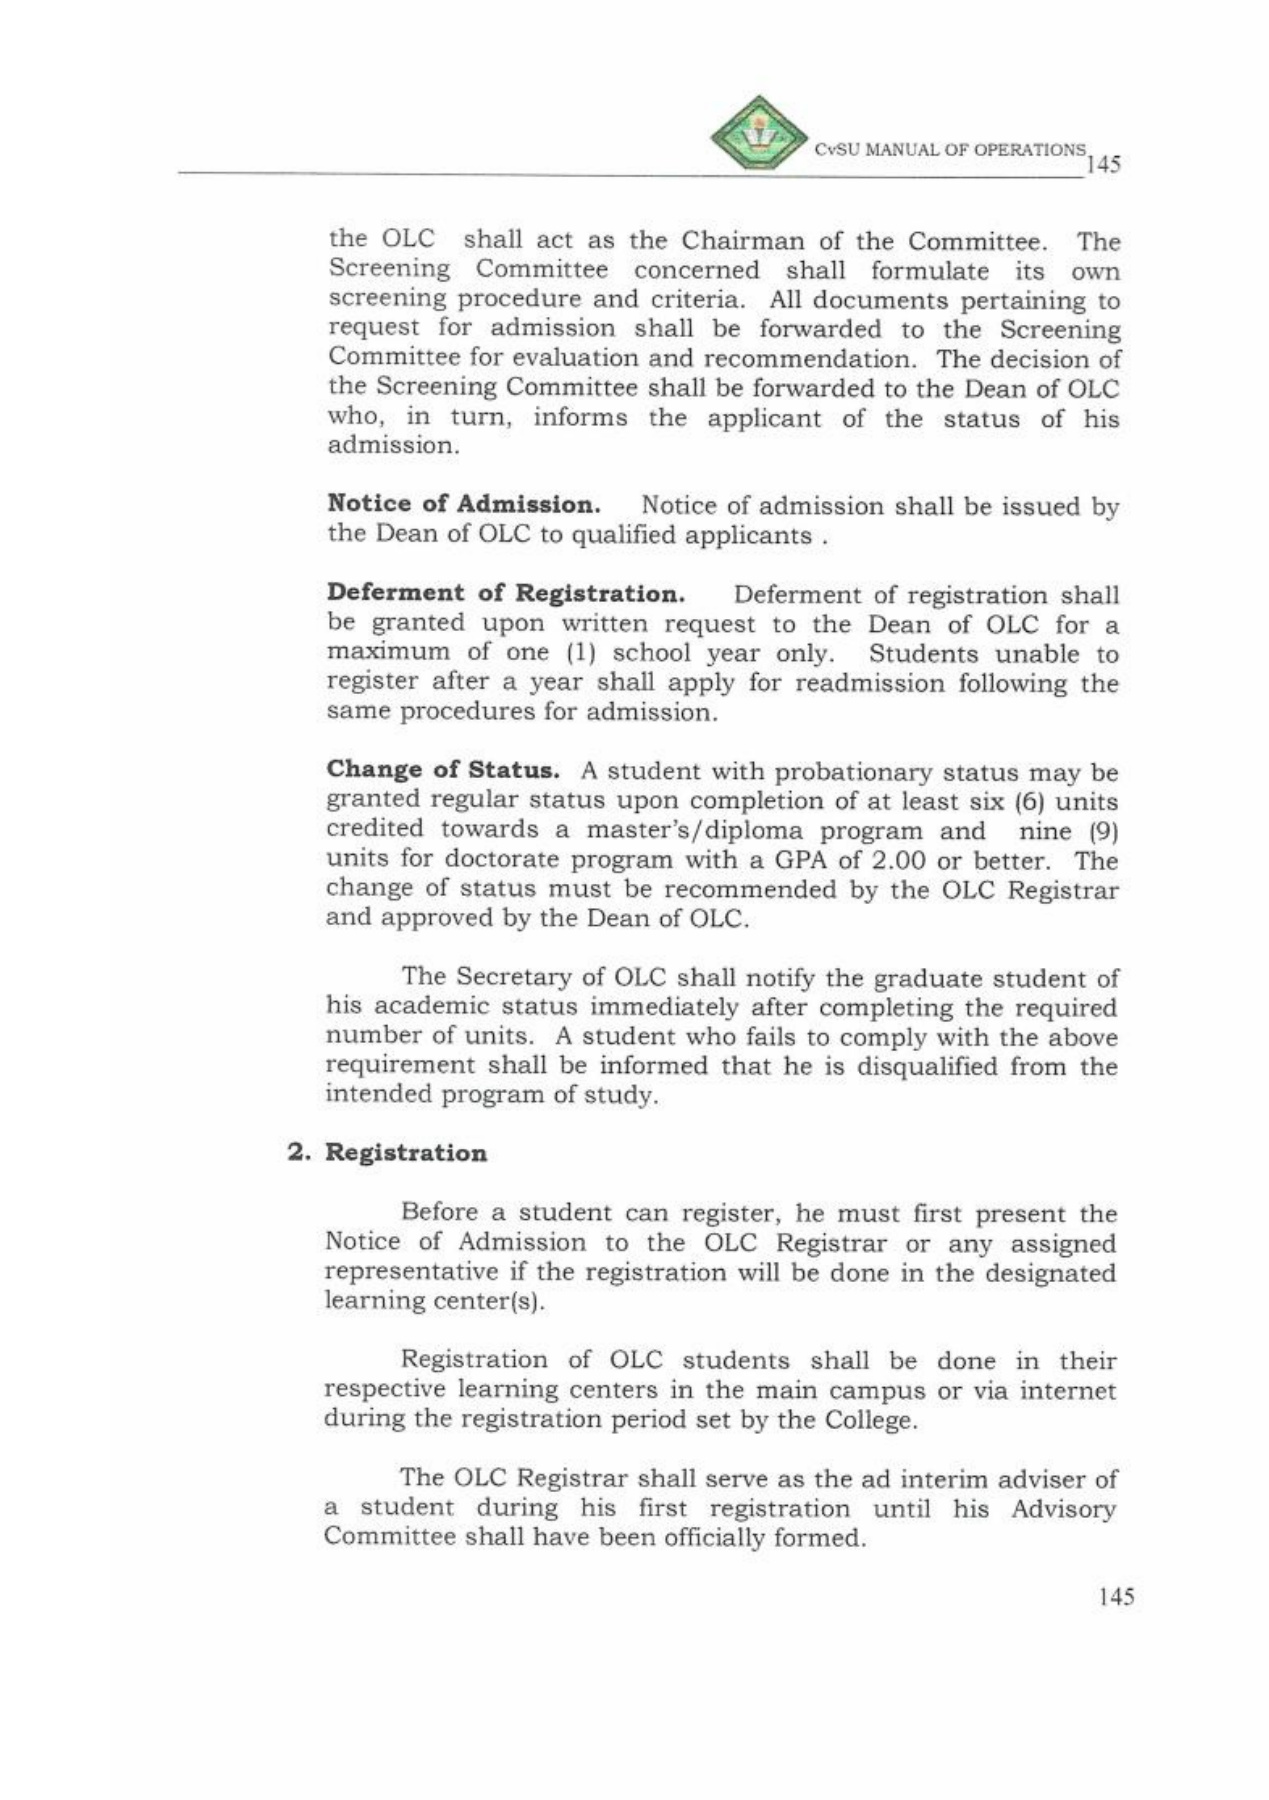 CvSU MANUAL OF OPERATIONS
145
the OLC shall act as the Chairman of the Committee. The
Screening Committee concerned shall formulate its own
screening procedure and criteria. All documents pertaining to
request for admission shall be forwarded to the Screening
Committee for evaluation and recommendation. The decision of
the Screening Committee shall be forwarded to the Dean of OLC
who, in turn, informs the applicant of the status of his
admission.
Notice of Admission. Notice of admission shall be issued by
the Dean of OLC to qualified applicants .
Deferment of Registration. Deferment of registration shall
be granted upon written request to the Dean of OLC for a
maximum of one (1) school year only. Students unable to
register after a year shall apply for readmission following the
same procedures for admission.
Change of Status. A student with probationary status may be
granted regular status upon completion of at least six (6) units
credited towards a master's/diploma program and nine (9)
units for doctorate program with a GPA of 2.00 or better. The
change of status must be recommended by the OLC Registrar
and approved by the Dean of OLC.
The Secretary of OLC shall notify the graduate student of
his academic status immediately after completing the required
number of units. A student who fails to comply with the above
requirement shall be informed that he is disqualified from the
intended program of study.
2. Registration
Before a student can register, he must first present the
Notice of Admission to the OLC Registrar or any assigned
representative if the registration will be done in the designated
learning center(s).
Registration of OLC students shall be done in their
respective learning centers in the main campus or via internet
during the registration period set by the College.
The OLC Registrar shall serve as the ad interim adviser of
a student during his first registration until his Advisory
Committee shall have been officially formed.
145